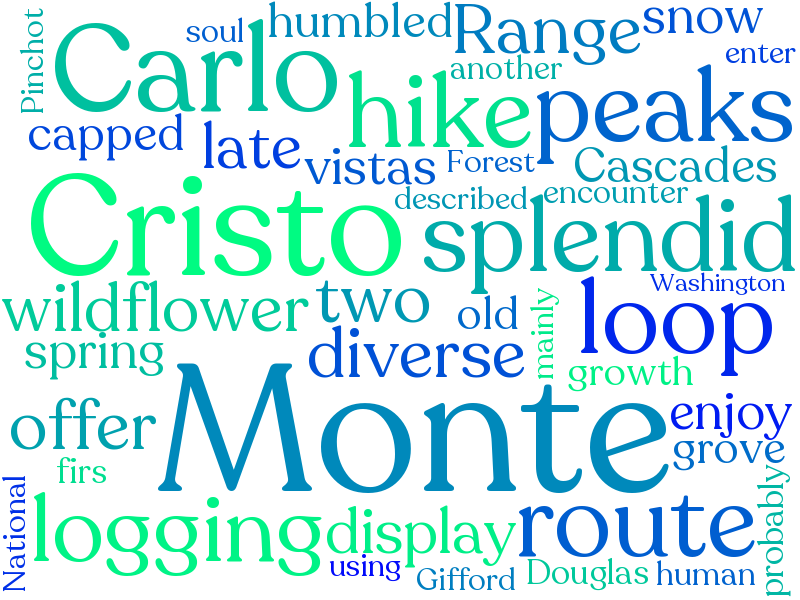 Pinchot
soul
humbled
Range
snow
Carlo
another
enter
capped
late
hike
peaks
vistas
Forest
Cascades
Cristo
described
encounter
splendid
wildflower
two
old
mainly
loop
Washington
spring
diverse
growth
offer
Monte
enjoy
grove
firs
National
logging
display
route
probably
using
Gifford
Douglas
human